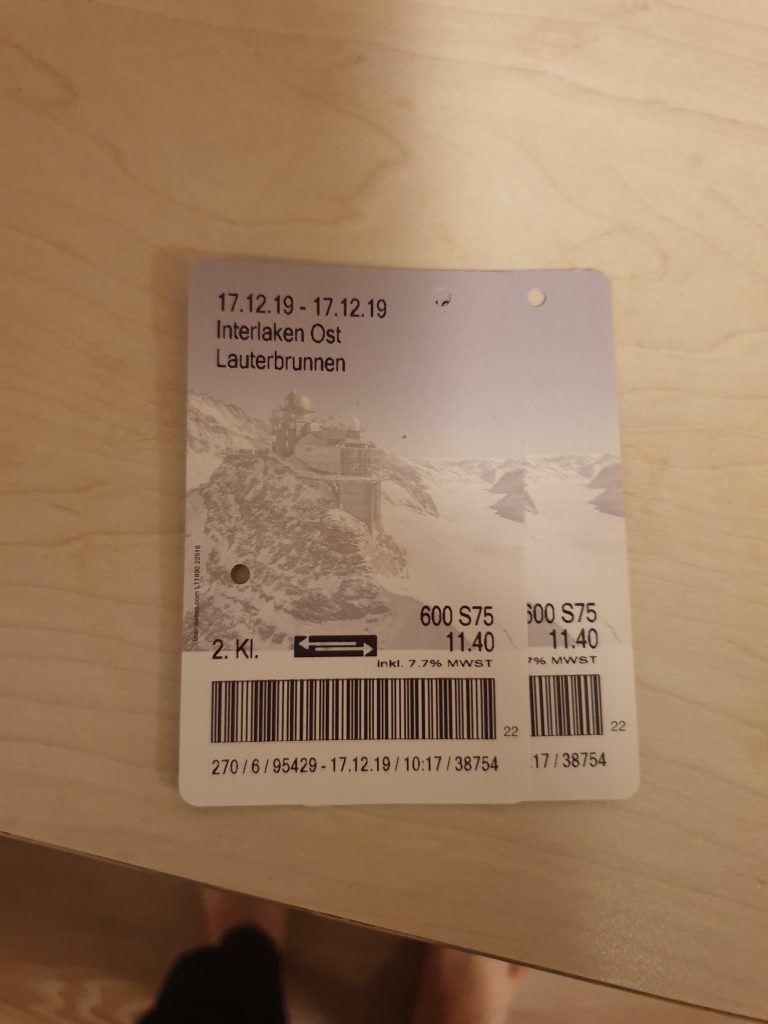 17.12.19 - 17.12.19
Interlaken Ost
Lauterbrunnen
2. Kl.
600 S75
11.40
inkl. 7.7% MWST
22
270 / 6 / 95429 - 17.12.19 / 10:17 / 38754
600 S75
11.40
7% MWST
22
:17 / 38754